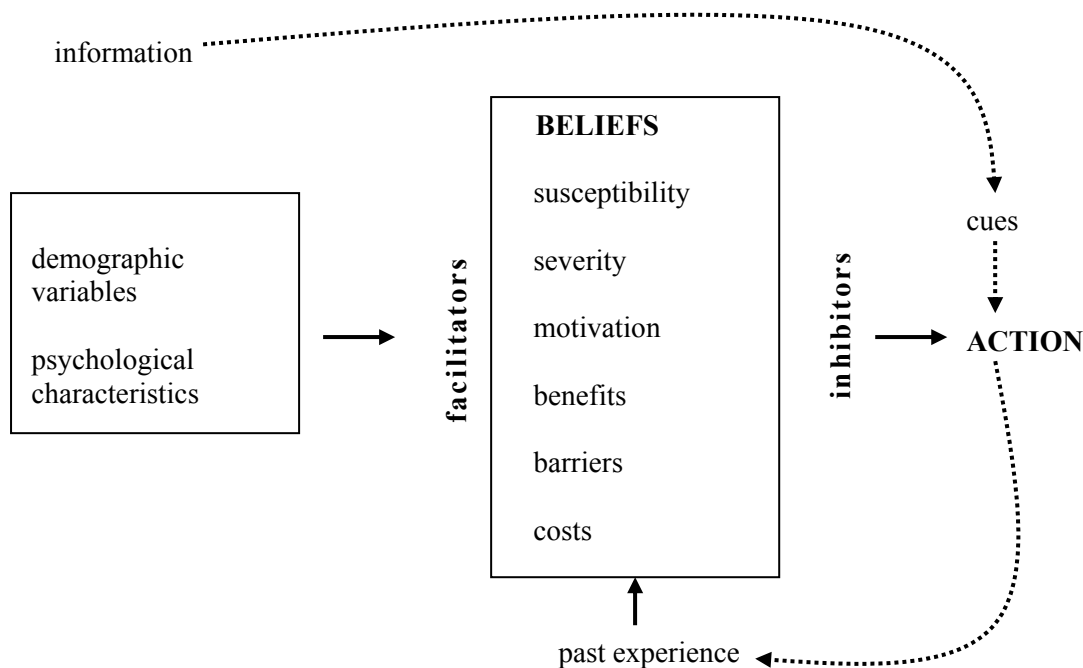 information
demographic
variables
psychological
characteristics
facilitators
BELIEFS
susceptibility
severity
motivation
benefits
barriers
costs
inhibitors
cues
ACTION
past experience